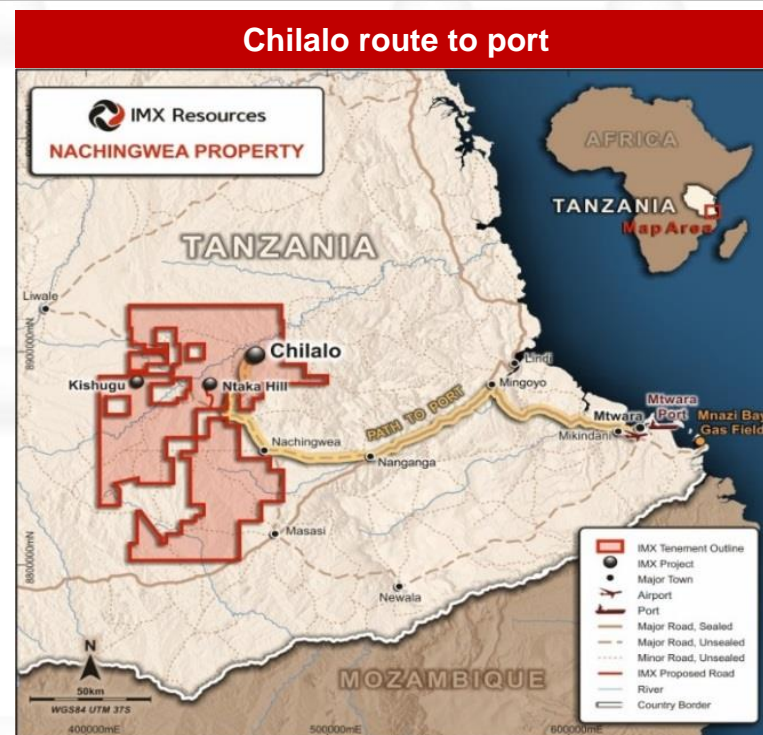 Chilalo route to port
IMX Resources
NACHINGWEA PROPERTY
AFRICA
TANZANIA
Map Area
TANZANIA
Liwale
8900000mN
Chilalo
Kishugu
Ntaka Hill
Lindi
Mingoyo
PATH TO PORT
Mtwara
Port
Mtwara
Mnazi Bay
Gas Field
Mikindani
Nachingwea
Nanganga
Masasi
8800000mN
Newala
IMX Tenement Outline
IMX Project
Major Town
Airport
Port
Major Road, Sealed
Major Road, Unsealed
Minor Road, Unsealed
IMX Proposed Road
River
Country Border
N
50km
WGS84 UTM 37S
MOZAMBIQUE
400000mE
500000mE
600000mE